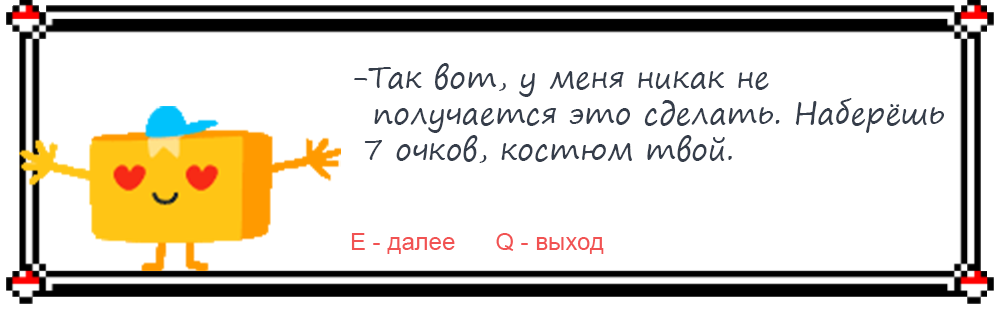 -Так вот, у меня никак не
получается это сделать. Наберёшь
7 очков, костюм твой.
E - далее Q - выход